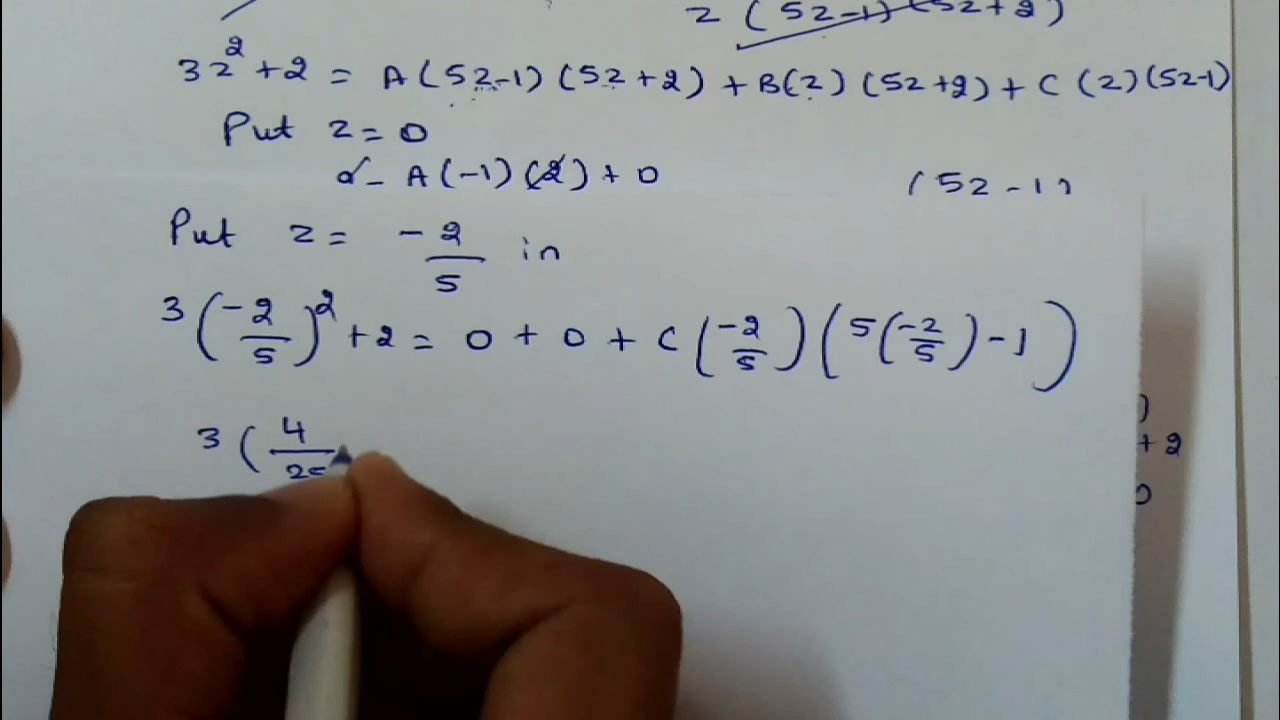 z (5z-1) (5z+2)
3z² + 2 = A(5z-1)(5z+2) + B(z)(5z+2) + C(z)(5z-1)
Put z = 0
2 = A(-1)(2) + 0
(5z - 1)
Put z = -2/5 in
3(-2/5)² + 2 = 0 + 0 + C(-2/5)(5(-2/5) - 1)
3(4/25
)
+ 2
0